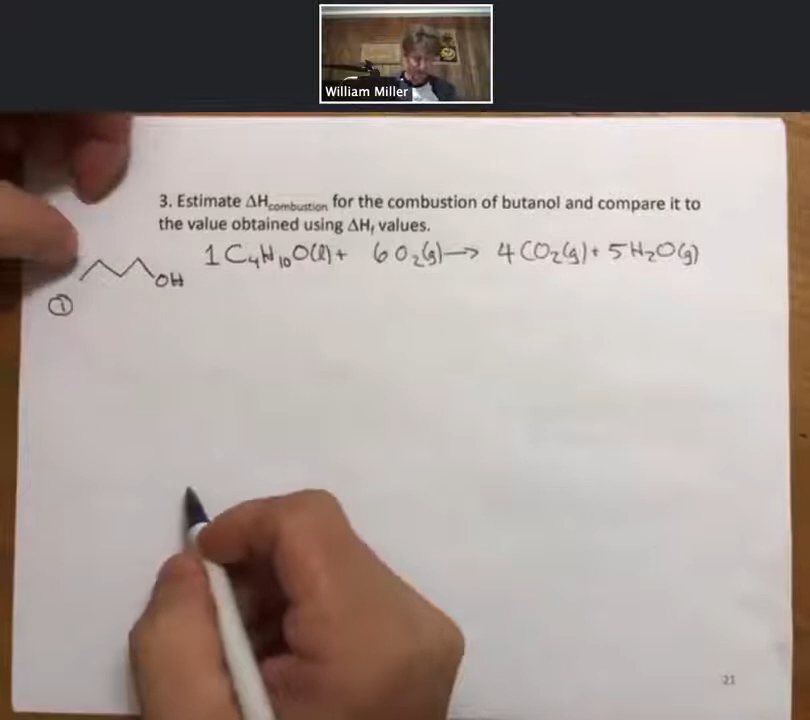 William Miller
3. Estimate ΔHcombustion for the combustion of butanol and compare it to
the value obtained using ΔHf values.
1 C4H10O(l) + 6 O2(g) → 4 CO2(g) + 5 H2O(g)
OH
①
21